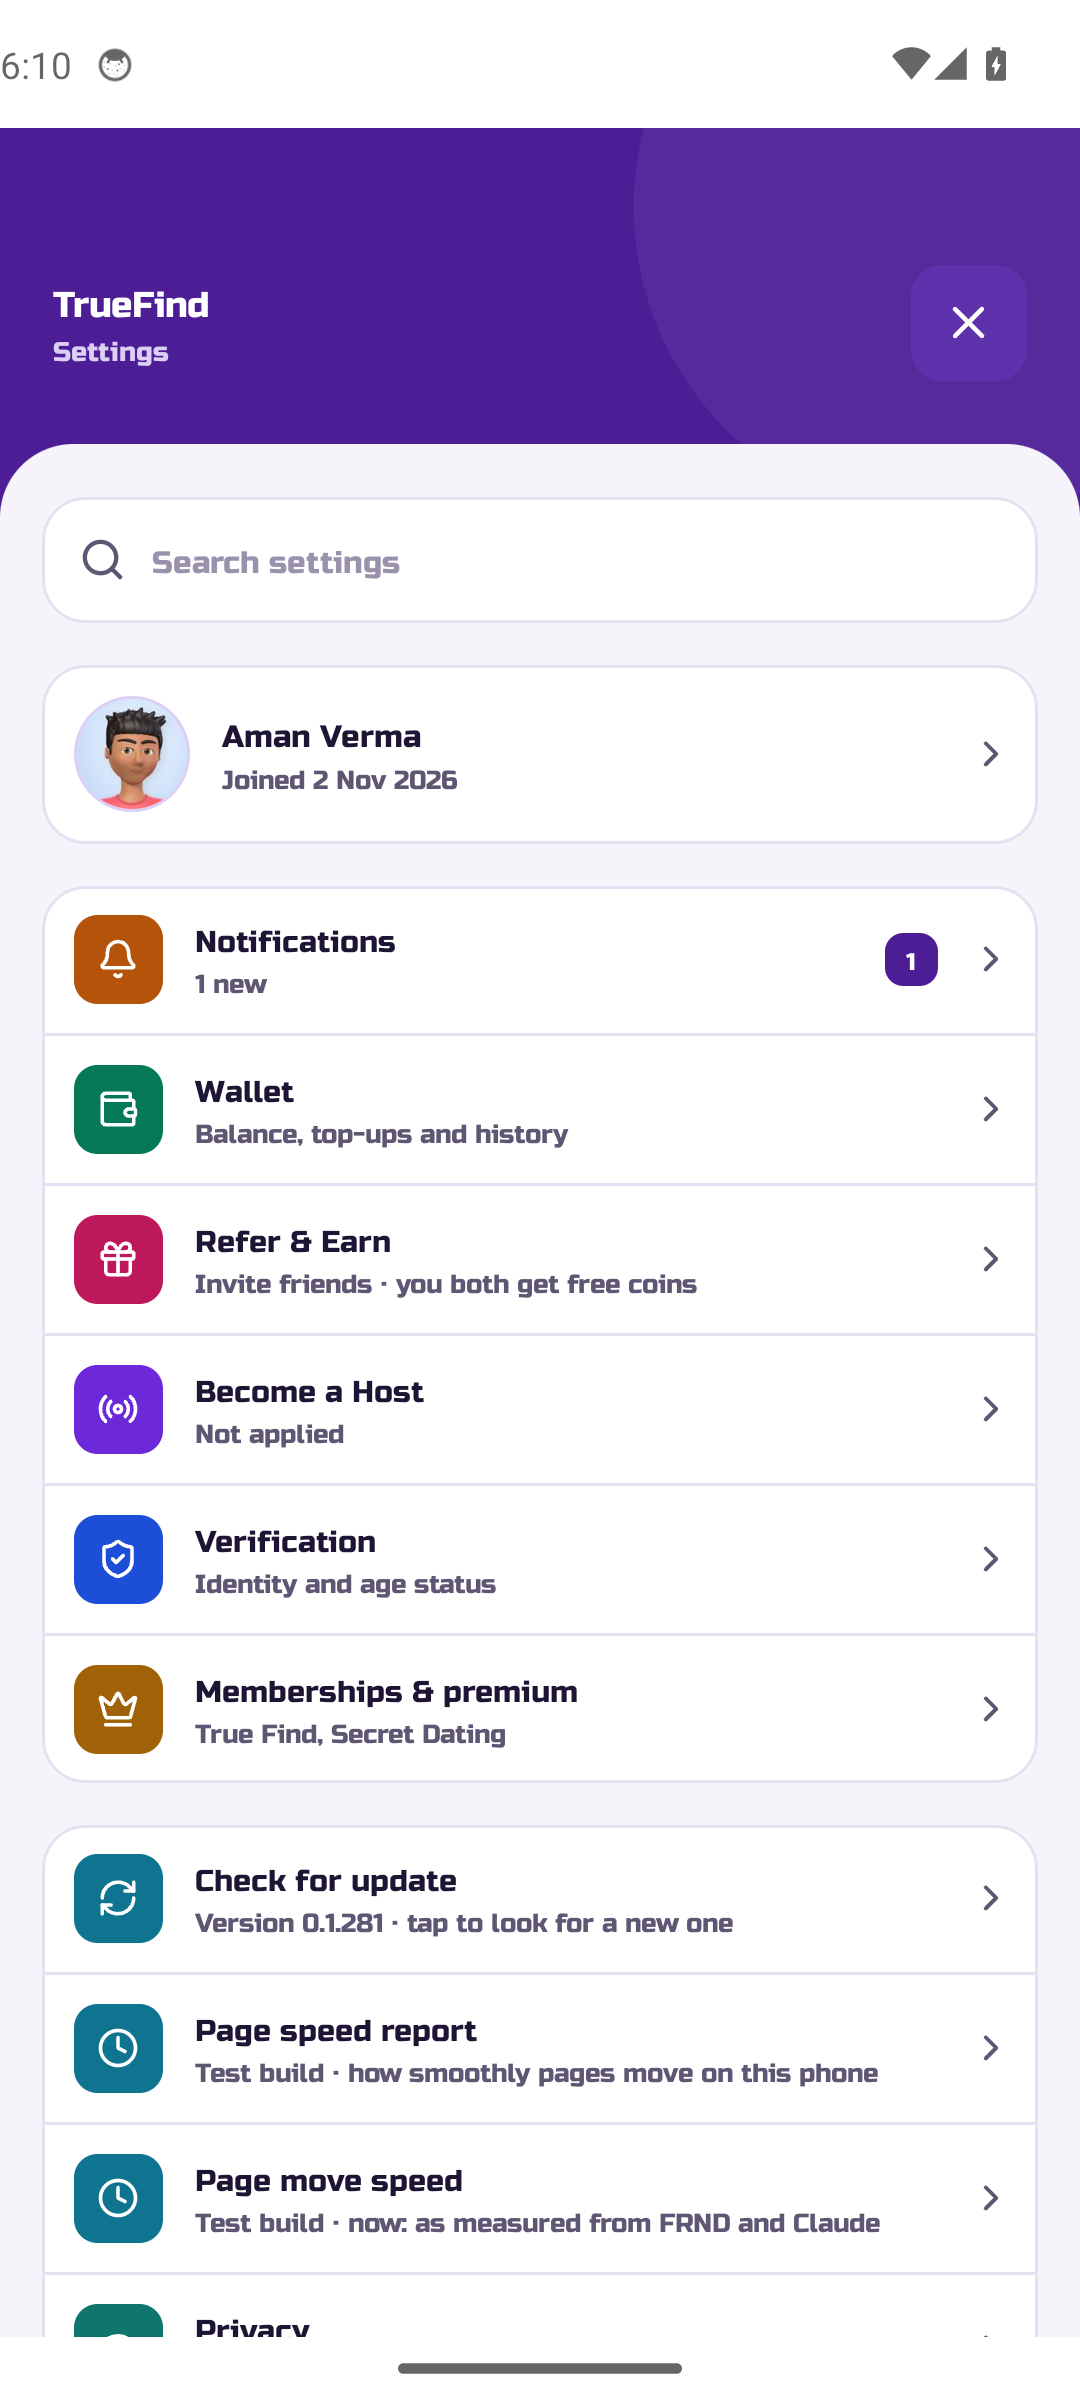 6:10
TrueFind
Settings
Search settings
Aman Verma
Joined 2 Nov 2026
Notifications
1 new
1
Wallet
Balance, top-ups and history
Refer & Earn
Invite friends · you both get free coins
Become a Host
Not applied
Verification
Identity and age status
Memberships & premium
True Find, Secret Dating
Check for update
Version 0.1.281 · tap to look for a new one
Page speed report
Test build · how smoothly pages move on this phone
Page move speed
Test build · now: as measured from FRND and Claude
Privacy